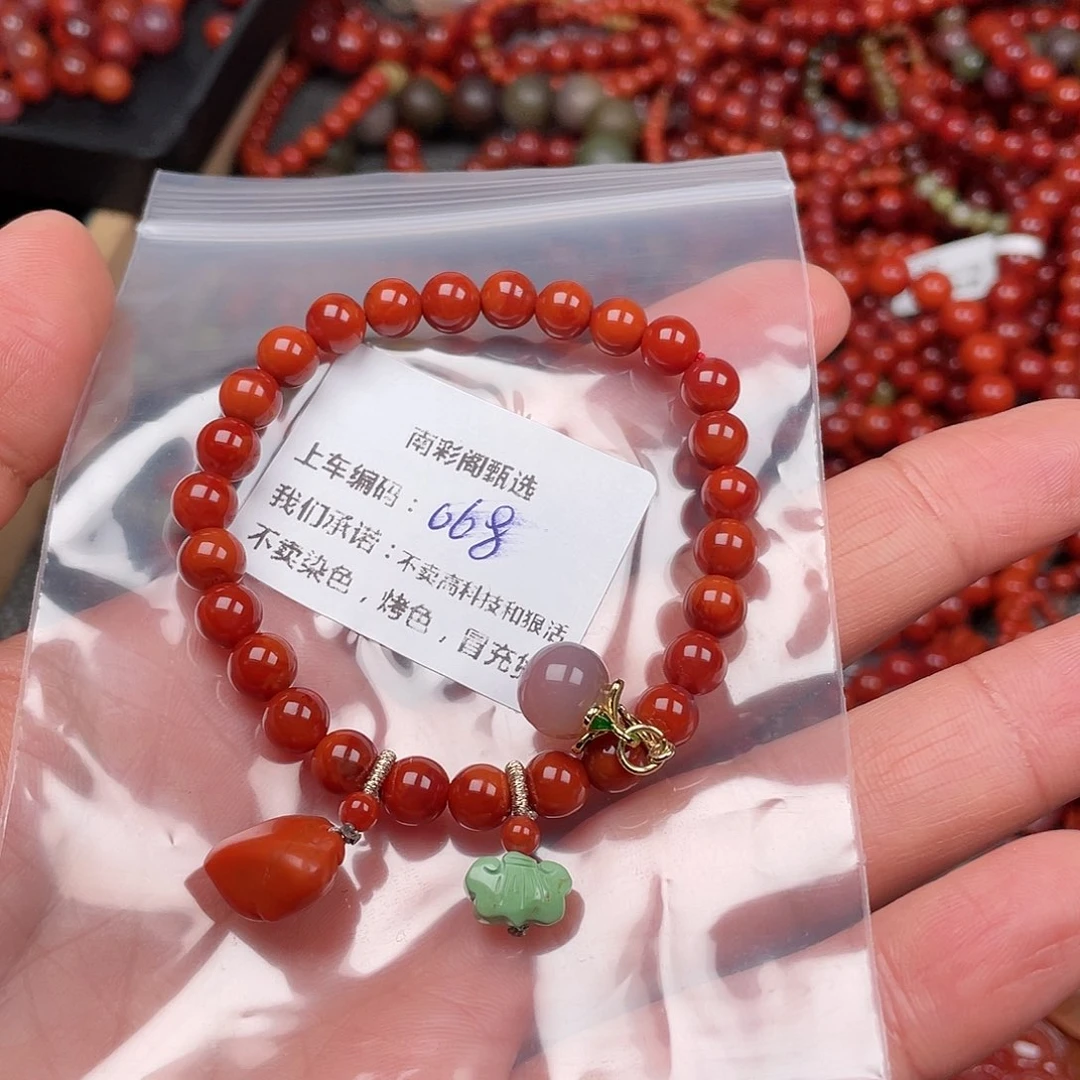 南彩阁甄选
上车编码：068
我们承诺：不卖高科技和狠活
不卖染色，烤色，冒充